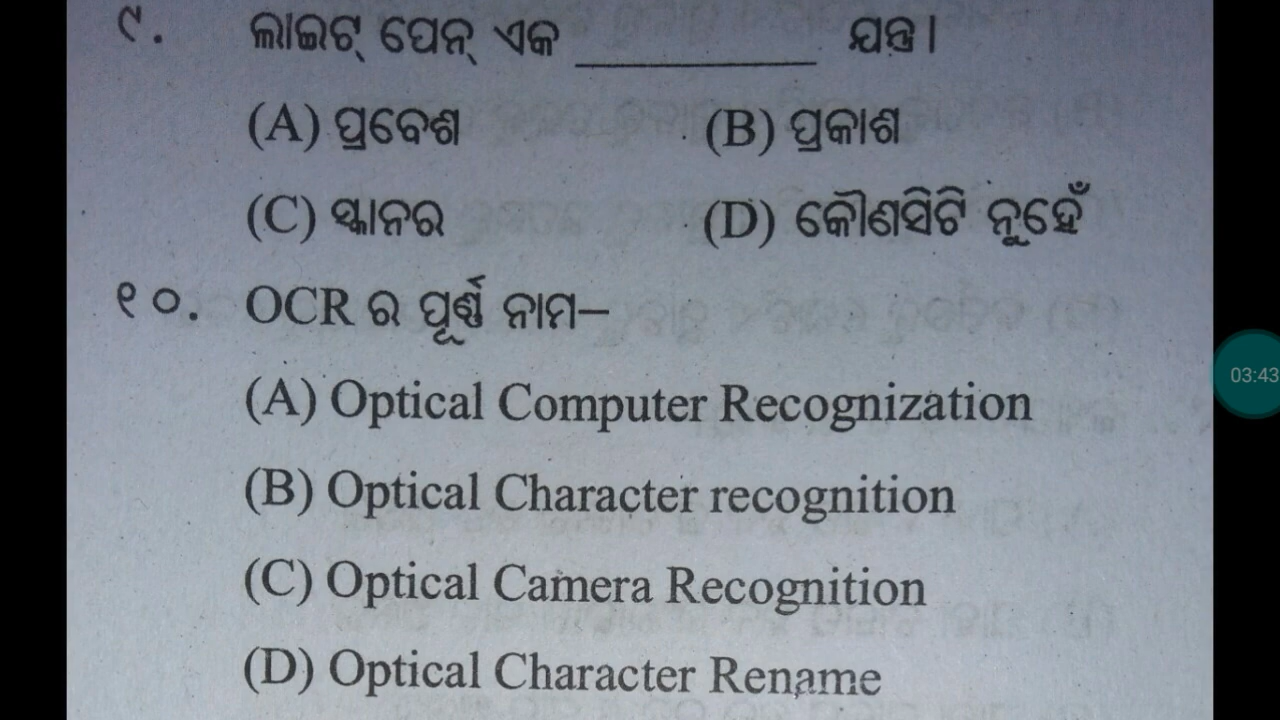 ୯. ଲାଇଟ୍ ପେନ୍ ଏକ __________ ଯନ୍ତ୍ର।
(A) ପ୍ରବେଶ (B) ପ୍ରକାଶ
(C) ସ୍କାନର (D) କୌଣସିଟି ନୁହେଁ
୧୦. OCR ର ପୂର୍ଣ୍ଣ ନାମ–
(A) Optical Computer Recognization
(B) Optical Character recognition
(C) Optical Camera Recognition
(D) Optical Character Rename
03:43